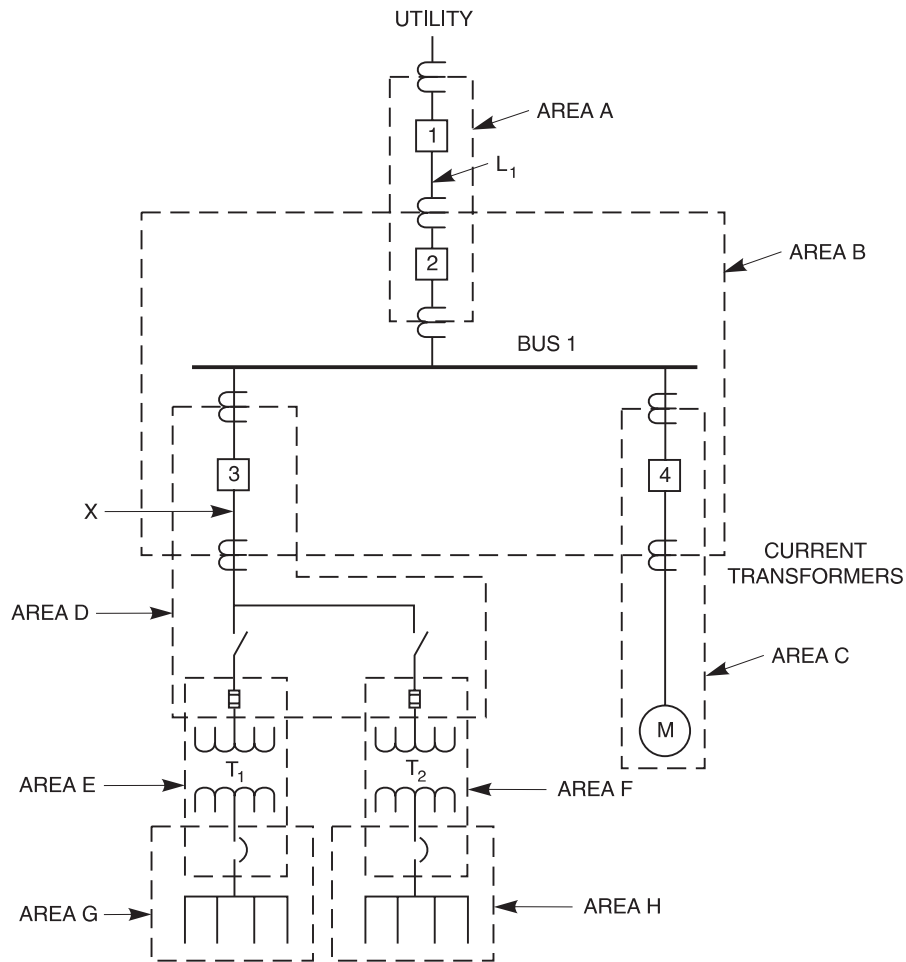 UTILITY
AREA A
1
L1
2
AREA B
BUS 1
3
4
X
CURRENT
TRANSFORMERS
AREA D
AREA C
M
T1
T2
AREA E
AREA F
AREA G
AREA H